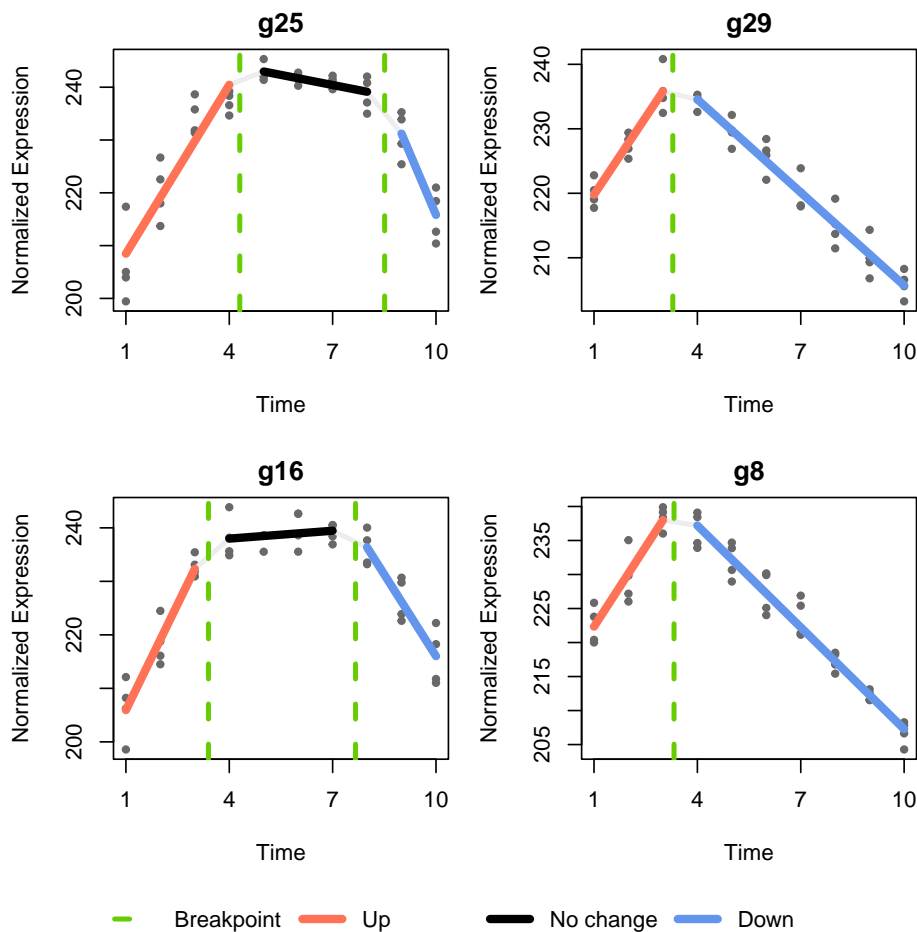 g25
Normalized Expression
200
220
240
1 4 7 10
Time
g29
Normalized Expression
210
220
230
240
1 4 7 10
Time
g16
Normalized Expression
200
220
240
1 4 7 10
Time
g8
Normalized Expression
205
215
225
235
1 4 7 10
Time
Breakpoint Up No change Down